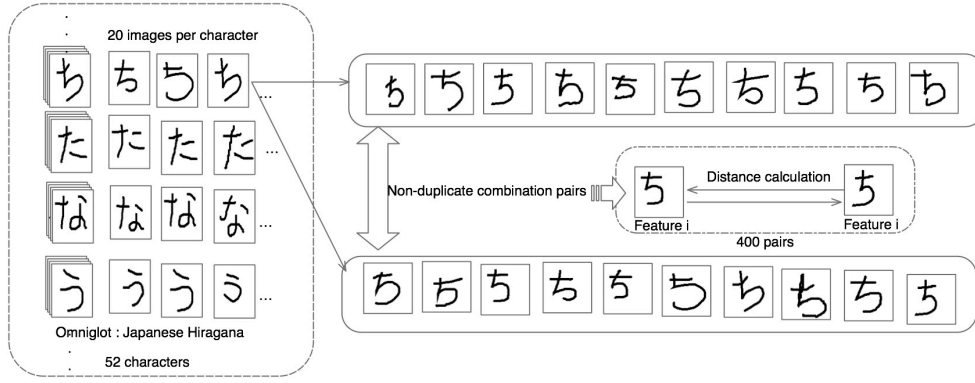 20 images per character
ち ち ち ち ...
た た た た ...
な な な な ...
う う う う ...
Omniglot : Japanese Hiragana
52 characters
ち ち ち ち ち ち ち ち ち ち
Non-duplicate combination pairs
ち Distance calculation ち
Feature i Feature i
400 pairs
ち ち ち ち ち ち ち ち ち ち